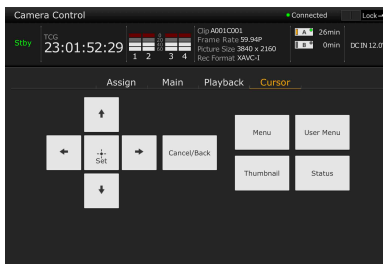 Camera Control
Connected
Lock
Stby
TCG
23:01:52:29
0
1 2 3 4
Clip A001C001
Frame Rate 59.94P
Picture Size 3840 x 2160
Rec Format XAVC-I
A 26min
B 0min
DC IN 12.0
Assign Main Playback Cursor
Set
Cancel/Back
Menu
User Menu
Thumbnail
Status